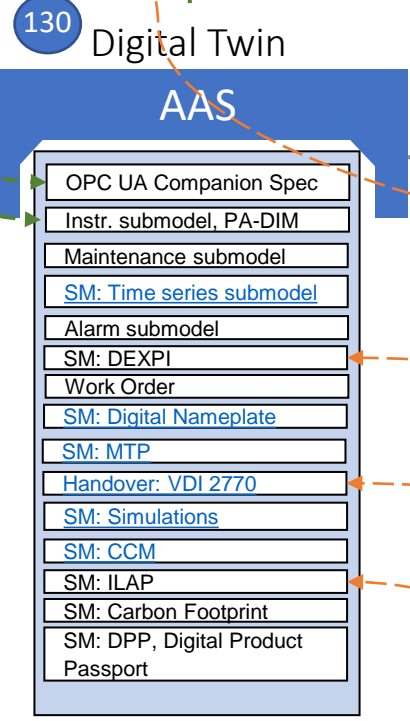 130
Digital Twin
AAS
OPC UA Companion Spec
Instr. submodel, PA-DIM
Maintenance submodel
SM: Time series submodel
Alarm submodel
SM: DEXPI
Work Order
SM: Digital Nameplate
SM: MTP
Handover: VDI 2770
SM: Simulations
SM: CCM
SM: ILAP
SM: Carbon Footprint
SM: DPP, Digital Product
Passport